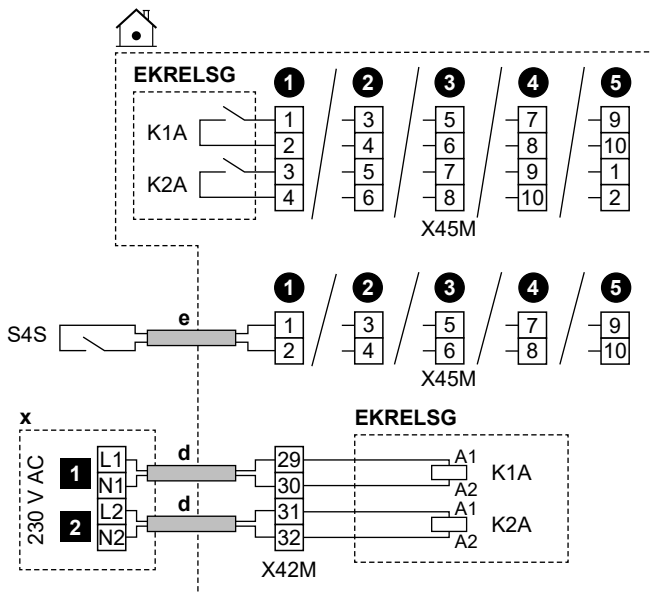 EKRELSG 1 2 3 4 5
1 3 5 7 9
K1A
2 4 6 8 10
3 5 7 9 1
K2A
4 6 8 10 2
X45M
1 2 3 4 5
e
S4S
1 3 5 7 9
2 4 6 8 10
X45M
x EKRELSG
230 V AC
1 L1 d 29 A1
K1A
N1 30 A2
2 L2 d 31 A1
K2A
N2 32 A2
X42M